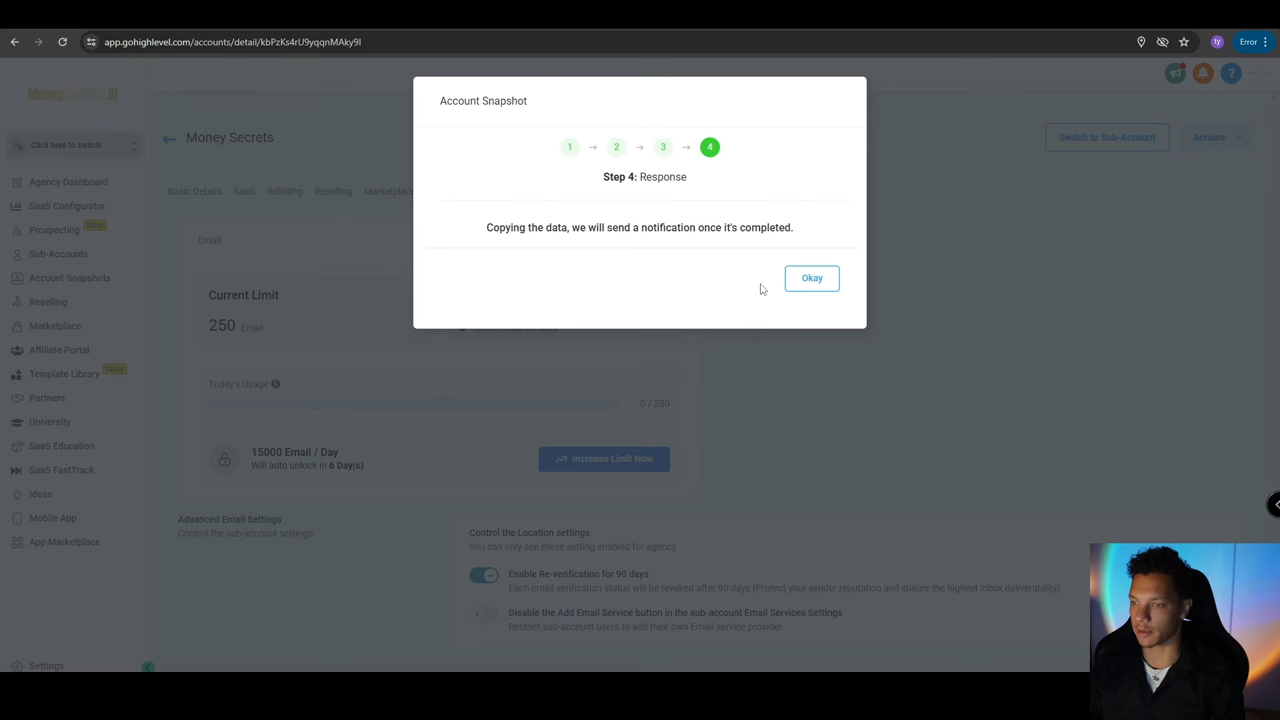 app.gohighlevel.com/accounts/detail/kbPzKs4rU9yqqnMAky9I
ty
Error
Account Snapshot
1
2
3
4
Step 4: Response
Copying the data, we will send a notification once it's completed.
Okay
Click here to switch
Money Secrets
Switch to Sub-Account
Actions
Agency Dashboard
SaaS Configurator
Prospecting
New
Sub-Accounts
Account Snapshots
Reselling
Marketplace
Affiliate Portal
Template Library
New
Partners
University
SaaS Education
SaaS FastTrack
Ideas
Mobile App
App Marketplace
Settings
Basic Details
SaaS
Rebilling
Reselling
Marketplace
Email
Current Limit
250 Email
Today's Usage
0 / 250
15000 Email / Day
Will auto unlock in 6 Day(s)
Increase Limit Now
Advanced Email Settings
Control the sub-account settings
Control the Location settings
You can only see these setting enabled for agency
Enable Re-verification for 90 days
Each email verification status will be revoked after 90 days (Protect your sender reputation and ensure the highest inbox deliverability)
Disable the Add Email Service button in the sub-account Email Services Settings
Restrict sub-account users to add their own Email service provider